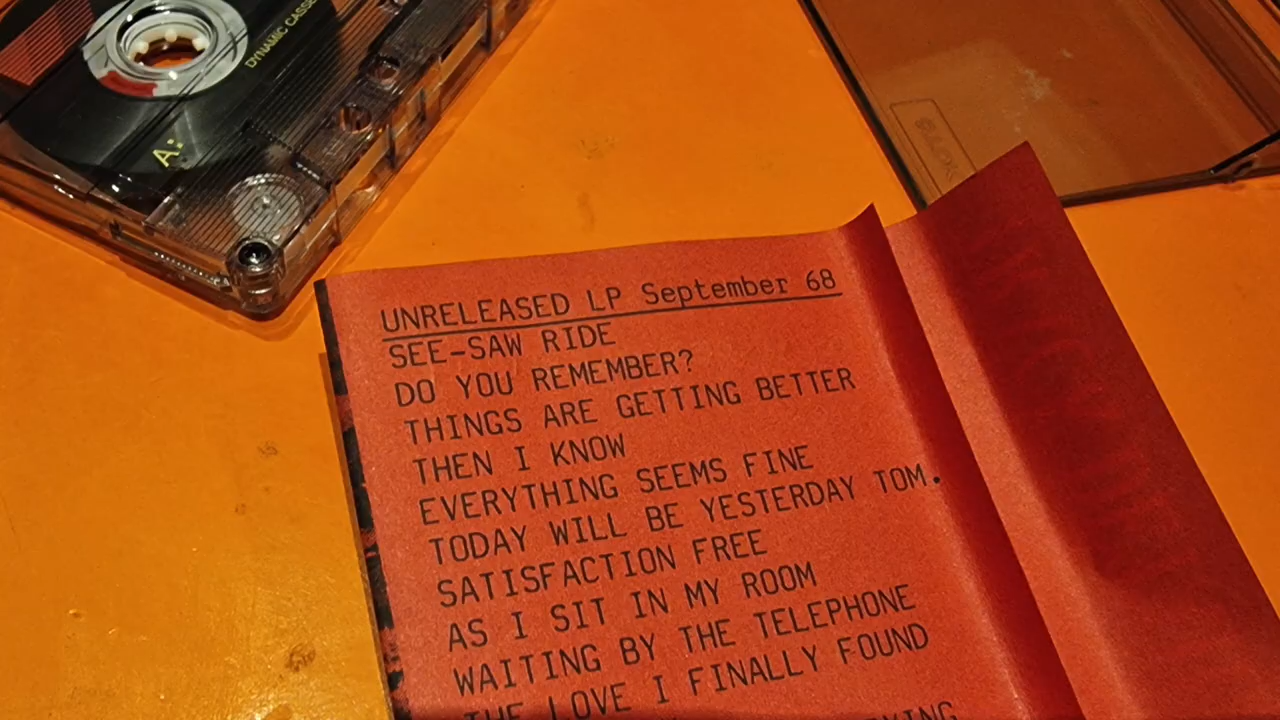 DYNAMIC CASSE
A:
UNRELEASED LP September 68
SEE-SAW RIDE
DO YOU REMEMBER?
THINGS ARE GETTING BETTER
THEN I KNOW
EVERYTHING SEEMS FINE
TODAY WILL BE YESTERDAY TOM.
SATISFACTION FREE
AS I SIT IN MY ROOM
WAITING BY THE TELEPHONE
THE LOVE I FINALLY FOUND